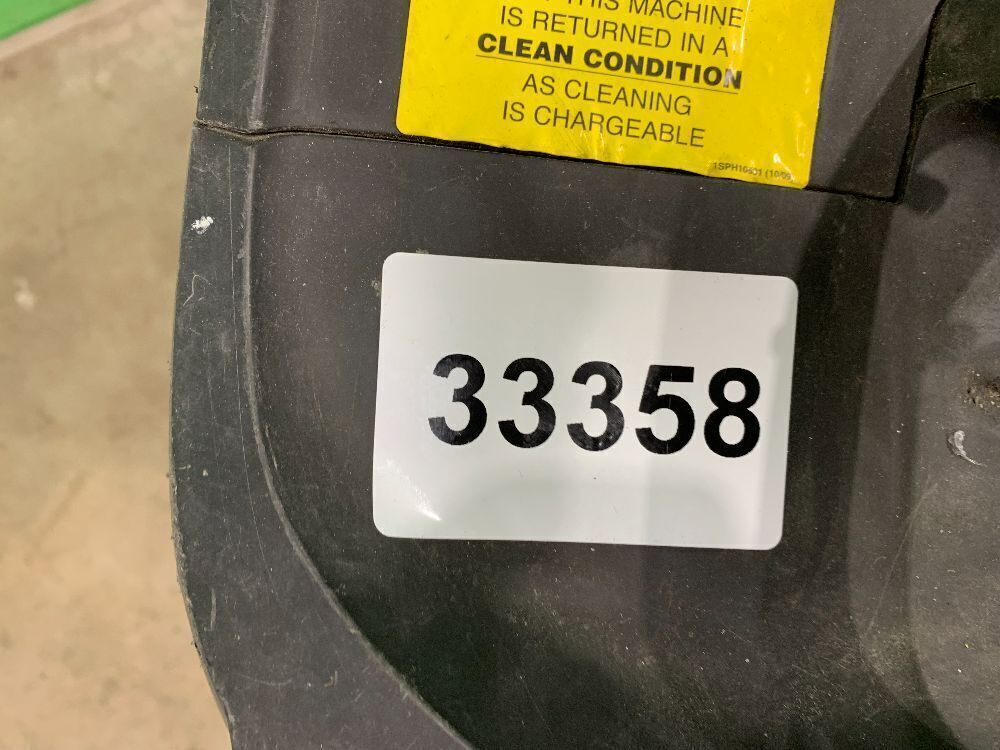 THIS MACHINE
IS RETURNED IN A
CLEAN CONDITION
AS CLEANING
IS CHARGEABLE
33358